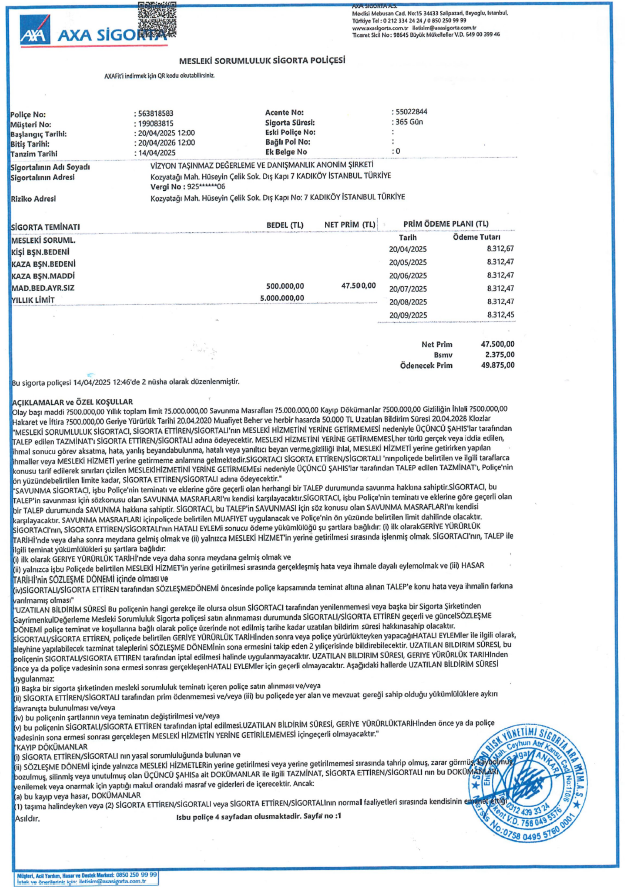 AXA SİGORTA
AXA SİGORTA A.Ş.
Meclisi Mebusan Cad. No:15 34433 Salıpazarı, Beyoğlu, İstanbul,
Türkiye Tel : 0 212 334 24 24 / 0 850 250 99 99
www.axasigorta.com.tr iletisim@axasigorta.com.tr
Ticaret Sicil No : 98645 Büyük Mükellefler V.D. 649 00 399 46
MESLEKİ SORUMLULUK SİGORTA POLİÇESİ
AXAFit'i indirmek için QR kodu okutabilirsiniz.
Poliçe No: : 563818583 Acente No: : 55022844
Müşteri No: : 199083815 Sigorta Süresi: : 365 Gün
Başlangıç Tarihi: : 20/04/2025 12:00 Eski Poliçe No: :
Bitiş Tarihi: : 20/04/2026 12:00 Bağlı Pol No: :
Tanzim Tarihi : 14/04/2025 Ek Belge No : 0
Sigortalının Adı Soyadı VİZYON TAŞINMAZ DEĞERLEME VE DANIŞMANLIK ANONİM ŞİRKETİ
Sigortalının Adresi Kozyatağı Mah. Hüseyin Çelik Sok. Dış Kapı 7 KADIKÖY İSTANBUL TÜRKİYE
Vergi No : 925******06
Riziko Adresi Kozyatağı Mah. Hüseyin Çelik Sok. Dış Kapı No: 7 KADIKÖY İSTANBUL TÜRKİYE
SİGORTA TEMİNATI BEDEL (TL) NET PRİM (TL) PRİM ÖDEME PLANI (TL)
MESLEKİ SORUML. Tarih Ödeme Tutarı
KİŞİ BŞN.BEDENİ 20/04/2025 8.312,67
KAZA BŞN.BEDENİ 20/05/2025 8.312,47
KAZA BŞN.MADDİ 20/06/2025 8.312,47
MAD.BED.AYR.SIZ 500.000,00 47.500,00 20/07/2025 8.312,47
YILLIK LİMİT 5.000.000,00 20/08/2025 8.312,47
20/09/2025 8.312,45
Net Prim 47.500,00
Bsmv 2.375,00
Ödenecek Prim 49.875,00
Bu sigorta poliçesi 14/04/2025 12:46'de 2 nüsha olarak düzenlenmiştir.
AÇIKLAMALAR ve ÖZEL KOŞULLAR
Olay başı maddi ?500.000,00 Yıllık toplam limit ?5.000.000,00 Savunma Masrafları ?5.000.000,00 Kayıp Dökümanlar ?500.000,00 Gizliliğin İhlali ?500.000,00
Hakaret ve İftira ?500.000,00 Geriye Yürürlük Tarihi 20.04.2020 Muafiyet Beher ve herbir hasarda 50.000 TL Uzatılan Bildirim Süresi 20.04.2028 Klozlar
"MESLEKİ SORUMLULUK SİGORTACI, SİGORTA ETTİREN/SİGORTALI'nın MESLEKİ HİZMETİNİ YERİNE GETİRMEMESİ nedeniyle ÜÇÜNCÜ ŞAHIS'lar tarafından
TALEP edilen TAZMİNAT'ı SİGORTA ETTİREN/SİGORTALI adına ödeyecektir. MESLEKİ HİZMETİNİ YERİNE GETİRMEMESİ,her türlü gerçek veya iddia edilen,
ihmal sonucu görev aksatma, hata, yanlış beyandabulunma, hatalı veya yanıltıcı beyan verme,gizliliği ihlal, MESLEKİ HİZMETİ yerine getirirken yapılan
ihmaller veya MESLEKİ HİZMETİ yerine getirme anlamına gelmektedir.SİGORTACI SİGORTA ETTİREN/SİGORTALI 'nınpoliçede belirtilen ve ilgili taraflarca
konusu tarif edilerek sınırları çizilen MESLEKİHİZMETİNİ YERİNE GETİRMEMEsi nedeniyle ÜÇÜNCÜ ŞAHIS'lar tarafından TALEP edilen TAZMİNAT'ı, Poliçe'nin
ön yüzündebelirtilen limite kadar, SİGORTA ETTİREN/SİGORTALI adına ödeyecektir."
"SAVUNMA SİGORTACI, işbu Poliçe'nin teminatı ve eklerine göre geçerli olan herhangi bir TALEP durumunda savunma hakkına sahiptir.SİGORTACI, bu
TALEP'in savunması için sözkonusu olan SAVUNMA MASRAFLARI'nı kendisi karşılayacaktır.SİGORTACI, işbu Poliçe'nin teminatı ve eklerine göre geçerli olan
bir TALEP durumunda SAVUNMA hakkına sahiptir. SİGORTACI, bu TALEP'in SAVUNMASI için söz konusu olan SAVUNMA MASRAFLARI'nı kendisi
karşılayacaktır. SAVUNMA MASRAFLARI içinpoliçede belirtilen MUAFİYET uygulanacak ve Poliçe'nin ön yüzünde belirtilen limit dahilinde olacaktır.
SİGORTACI'nın, SİGORTA ETTİREN/SİGORTALI'nın HATALI EYLEMi sonucu ödeme yükümlülüğü şu şartlara bağlıdır: (i) ilk olarakGERİYE YÜRÜRLÜK
TARİHİ'nde veya daha sonra meydana gelmiş olmak ve (ii) yalnızca MESLEKİ HİZMET'in yerine getirilmesi sırasında işlenmiş olmak. SİGORTACI'nın, TALEP ile
ilgili teminat yükümlülükleri şu şartlara bağlıdır:
(i) ilk olarak GERİYE YÜRÜRLÜK TARİHİ'nde veya daha sonra meydana gelmiş olmak ve
(ii) yalnızca işbu Poliçede belirtilen MESLEKİ HİZMET'in yerine getirilmesi sırasında gerçekleşmiş hata veya ihmale dayalı eylemolmak ve (iii) HASAR
TARİHİ'nin SÖZLEŞME DÖNEMİ içinde olması ve
(iv)SİGORTALI/SİGORTA ETTİREN tarafından SÖZLEŞMEDÖNEMİ öncesinde poliçe kapsamında teminat altına alınan TALEP'e konu hata veya ihmalin farkına
varılmamış olması"
"UZATILAN BİLDİRİM SÜRESİ Bu Poliçenin hangi gerekçe ile olursa olsun SİGORTACI tarafından yenilenmemesi veya başka bir Sigorta Şirketinden
GayrimenkulDeğerleme Mesleki Sorumluluk Sigorta poliçesi satın alınmaması durumunda SİGORTALI/SİGORTA ETTİREN geçerli ve güncelSÖZLEŞME
DÖNEMİ poliçe teminat ve koşullarına bağlı olarak poliçe üzerinde not edilmiş tarihe kadar uzatılan bildirim süresi hakkınasahip olacaktır.
SİGORTALI/SİGORTA ETTİREN, poliçede belirtilen GERİYE YÜRÜRLÜK TARİHİnden sonra veya poliçe yürürlükteyken yapacağıHATALI EYLEMler ile ilgili olarak,
aleyhine yapılabilecek tazminat taleplerini SÖZLEŞME DÖNEMİnin sona ermesini takip eden 2 yıliçerisinde bildirebilecektir. UZATILAN BİLDİRİM SÜRESİ, bu
poliçenin SİGORTALI/SİGORTA ETTİREN tarafından iptal edilmesi halinde uygulanamayacaktır. UZATILAN BİLDİRİM SÜRESİ, GERİYE YÜRÜRLÜK TARİHİnden
önce ya da poliçe vadesinin sona ermesi sonrası gerçekleşenHATALI EYLEMLER için geçerli olmayacaktır. Aşağıdaki hallerde UZATILAN BİLDİRİM SÜRESİ
uygulanmaz:
(i) Başka bir sigorta şirketinden mesleki sorumluluk teminatı içeren poliçe satın alınması ve/veya
(ii) SİGORTA ETTİREN/SİGORTALI tarafından prim ödenmemesi ve/veya (iii) bu poliçede yer alan ve mevzuat gereği sahip olduğu yükümlülüklere aykırı
davranışta bulunulması ve/veya
(iv) bu poliçenin şartlarının veya teminatın değiştirilmesi ve/veya
(v) bu poliçenin SİGORTALI/SİGORTA ETTİREN tarafından iptal edilmesi.UZATILAN BİLDİRİM SÜRESİ, GERİYE YÜRÜRLÜKTARİHİnden önce ya da poliçe
vadesinin sona ermesi sonrası gerçekleşen MESLEKİ HİZMETİN YERİNE GETİRİLEMEMESİ içingeçerli olmayacaktır."
"KAYIP DÖKÜMANLAR
(i) SİGORTA ETTİREN/SİGORTALI nın yasal sorumluluğunda bulunan ve
(ii) SÖZLEŞME DÖNEMİ içinde yalnızca MESLEKİ HİZMETLERin yerine getirilmesi veya yerine getirilmemesi sırasında tahrip olmuş, zarar görmüş, kaybolmuş,
bozulmuş, silinmiş veya unutulmuş olan ÜÇÜNCÜ ŞAHISa ait DOKÜMANLAR ile ilgili TAZMİNAT, SİGORTA ETTİREN/SİGORTALI nın bu DOKÜMANLARI
yenilemek veya onarmak için yaptığı makul orandaki masraf ve giderleri de içerecektir. Ancak:
(a) bu kayıp veya hasar, DOKÜMANLAR
(1) taşıma halindeyken veya (2) SİGORTA ETTİREN/SİGORTALI veya SİGORTA ETTİREN/SİGORTALInın normal faaliyetleri sırasında kendisinin emanet ettiği
Asıldır. Isbu poliçe 4 sayfadan olusmaktadır. Sayfa no :1
RİSK YÖNETİMİ SİGORTA ARA HİZM. A.Ş.
ANKARA
0312 439 33 24
V.D. 758 049 5576
Mersis No:0758 0495 5760 0001
Müşteri, Acil Yardım, Hasar ve Destek Merkezi: 0850 250 99 99
İstek ve önerileriniz için: iletisim@axasigorta.com.tr